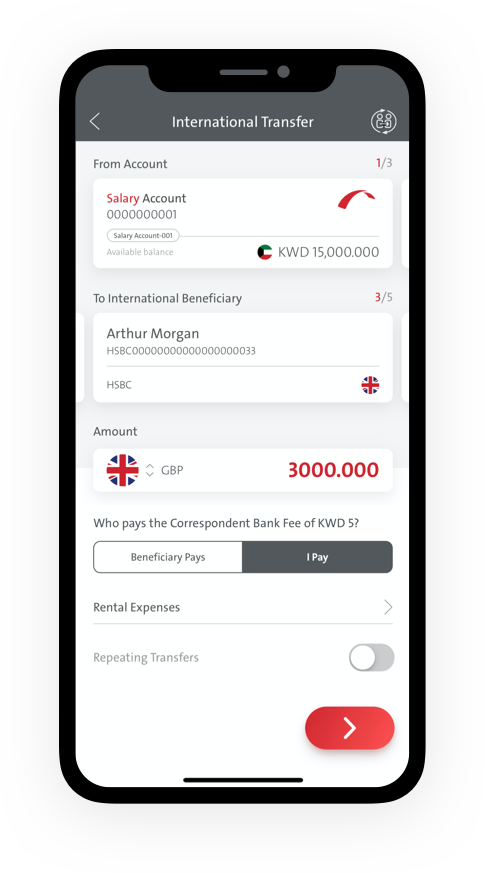 International Transfer
From Account 1/3
Salary Account
0000000001
Salary Account-001
Available balance KWD 15,000.000
To International Beneficiary 3/5
Arthur Morgan
HSBC00000000000000000033
HSBC
Amount
GBP 3000.000
Who pays the Correspondent Bank Fee of KWD 5?
Beneficiary Pays I Pay
Rental Expenses
Repeating Transfers